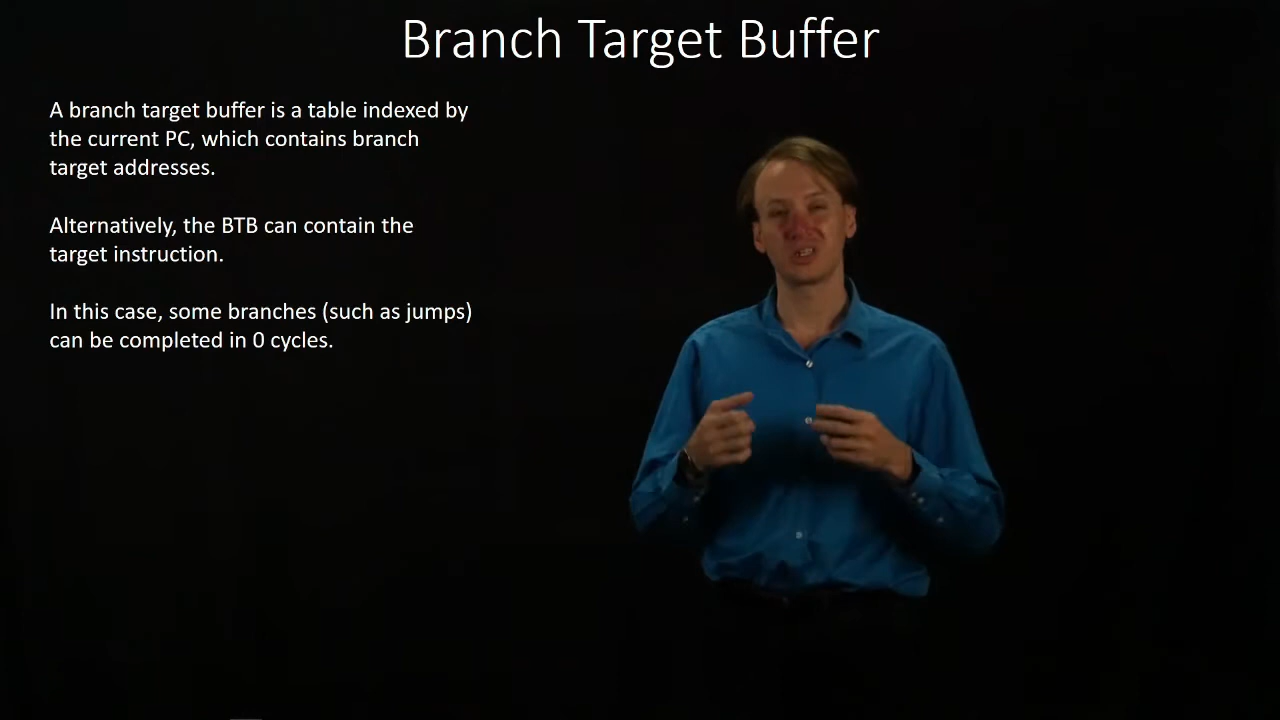 Branch Target Buffer
A branch target buffer is a table indexed by
the current PC, which contains branch
target addresses.
Alternatively, the BTB can contain the
target instruction.
In this case, some branches (such as jumps)
can be completed in 0 cycles.